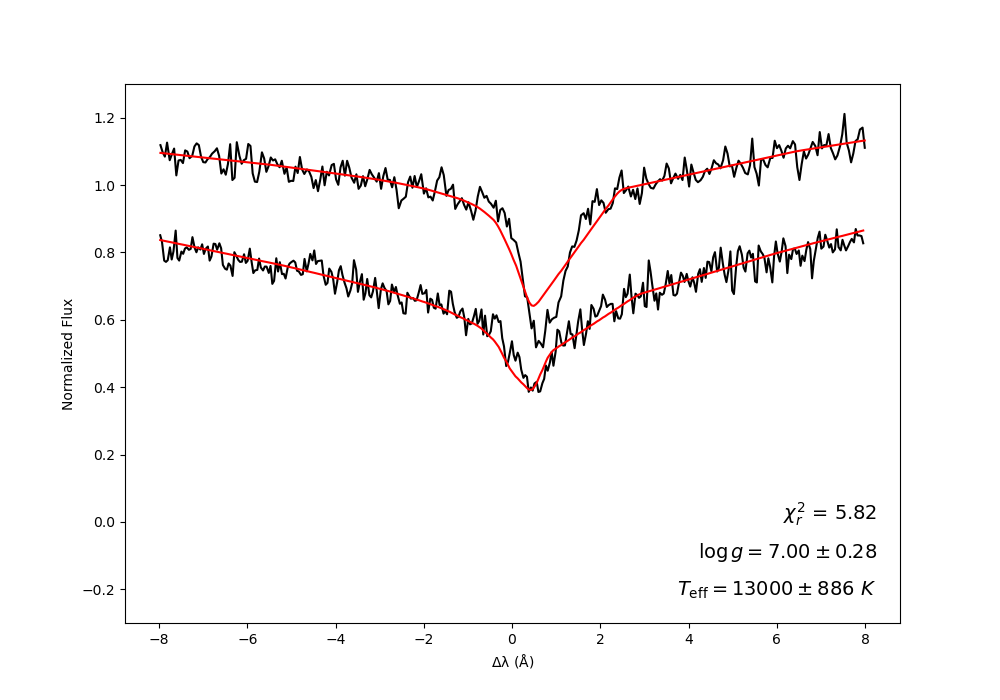 1.2
1.0
0.8
0.6
0.4
0.2
0.0
−0.2
Normalized Flux
χ²ᵣ = 5.82
log g = 7.00 ± 0.28
T_eff = 13000 ± 886 K
−8 −6 −4 −2 0 2 4 6 8
Δλ (Å)